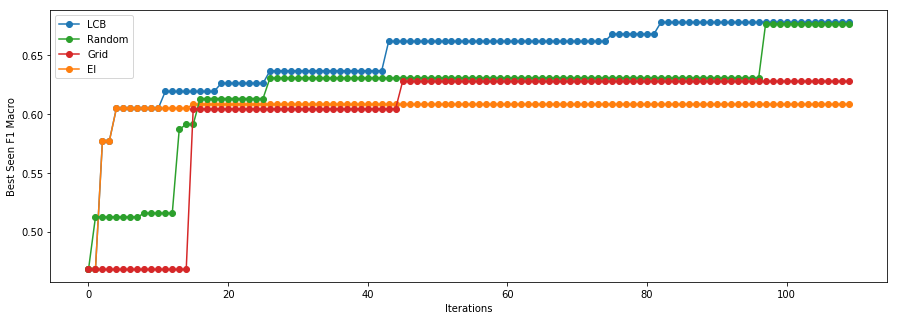 LCB
Random
Grid
EI
Best Seen F1 Macro
0.65
0.60
0.55
0.50
0 20 40 60 80 100
Iterations